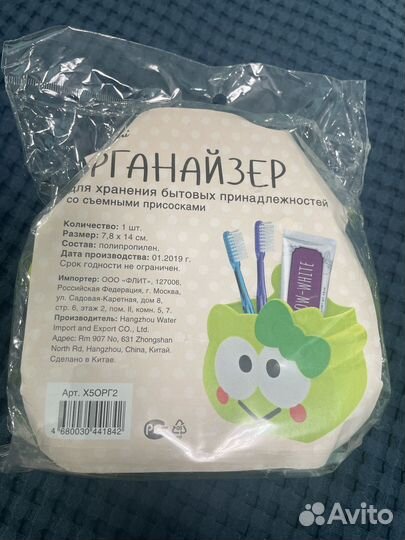 РГАНАЙЗЕР
для хранения бытовых принадлежностей
со съемными присосками
Количество: 1 шт.
Размер: 7,8 х 14 см.
Состав: полипропилен.
Дата производства: 01.2019 г.
Срок годности не ограничен.
Импортер: ООО «ФЛИТ», 127006,
Российская Федерация, г. Москва,
ул. Садовая-Каретная, дом 8,
стр. 6, этаж 2, пом. II, комн. 5, 7.
Производитель: Hangzhou Water
Import and Export CO., Ltd.
Адрес: Rm 907 No, 631 Zhongshan
North Rd, Hangzhou, China, Китай.
Сделано в Китае.
OW-WHITE
Арт. Х5ОРГ2
4 680030 441842
Avito